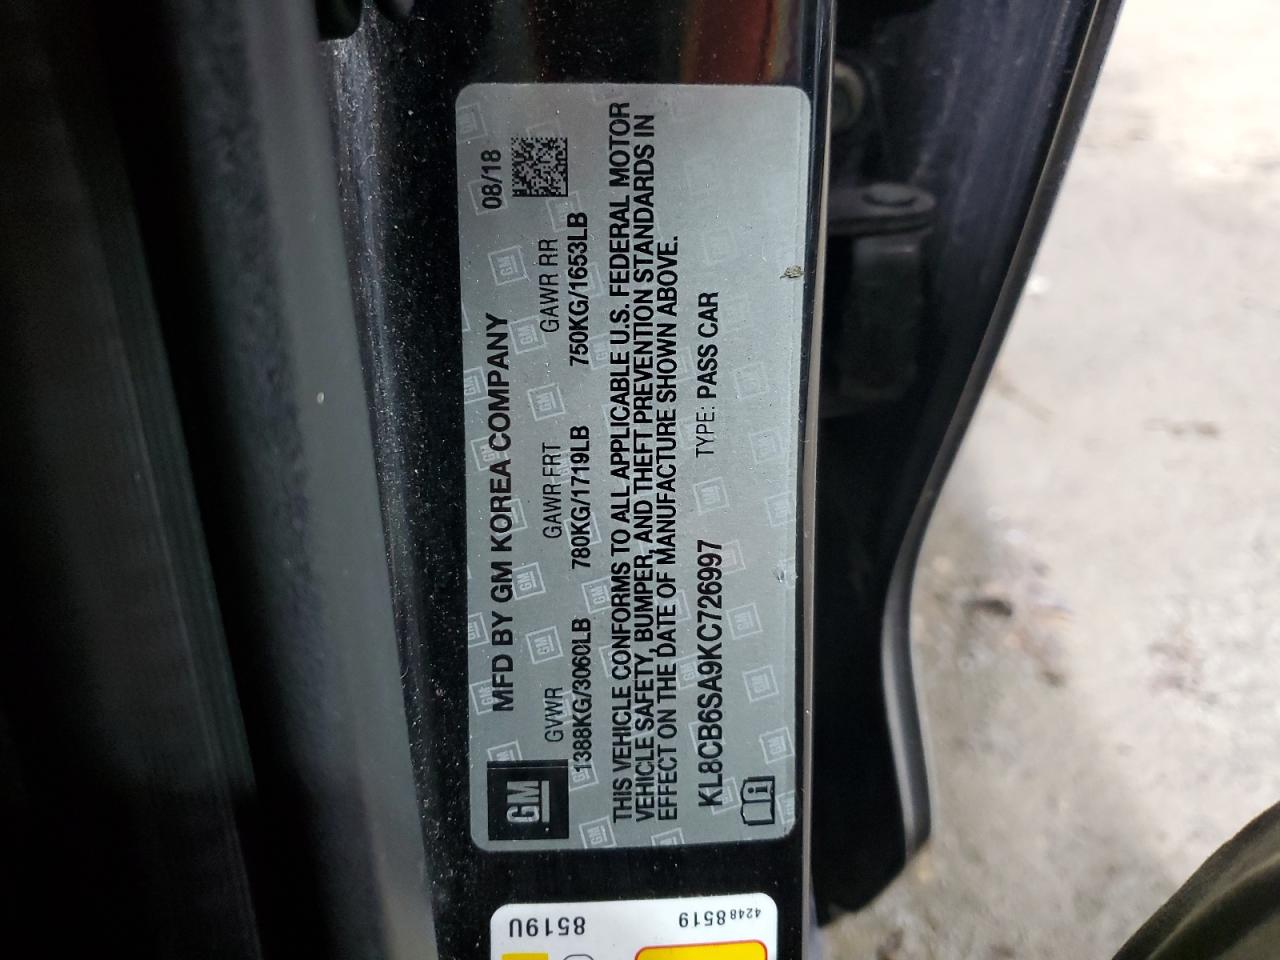 GM
MFD BY GM KOREA COMPANY 08/18
GVWR GAWR FRT GAWR RR
1388KG/3060LB 780KG/1719LB 750KG/1653LB
THIS VEHICLE CONFORMS TO ALL APPLICABLE U.S. FEDERAL MOTOR
VEHICLE SAFETY, BUMPER, AND THEFT PREVENTION STANDARDS IN
EFFECT ON THE DATE OF MANUFACTURE SHOWN ABOVE.
KL8CB6SA9KC726997 TYPE: PASS CAR
42488519
8519U